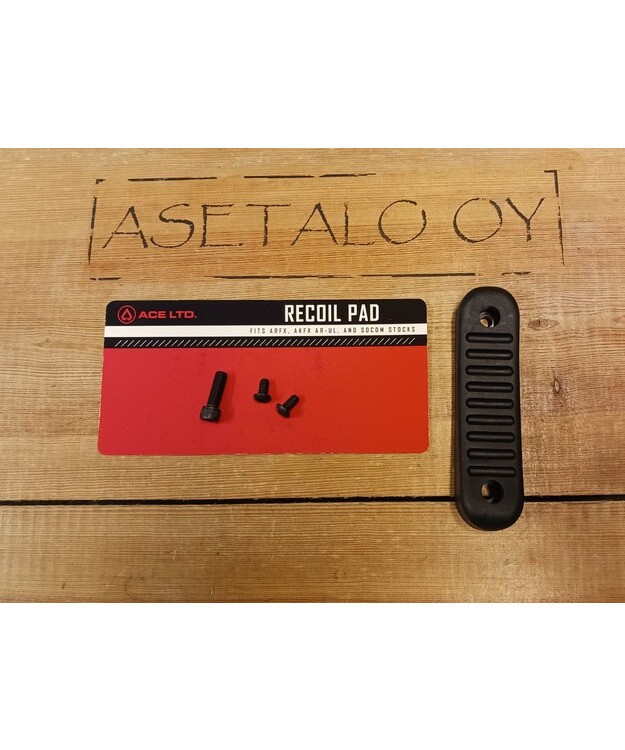 ASETALO OY
ACE LTD.
RECOIL PAD
FITS ARFX, AKFX AR-UL, AND SOCOM STOCKS